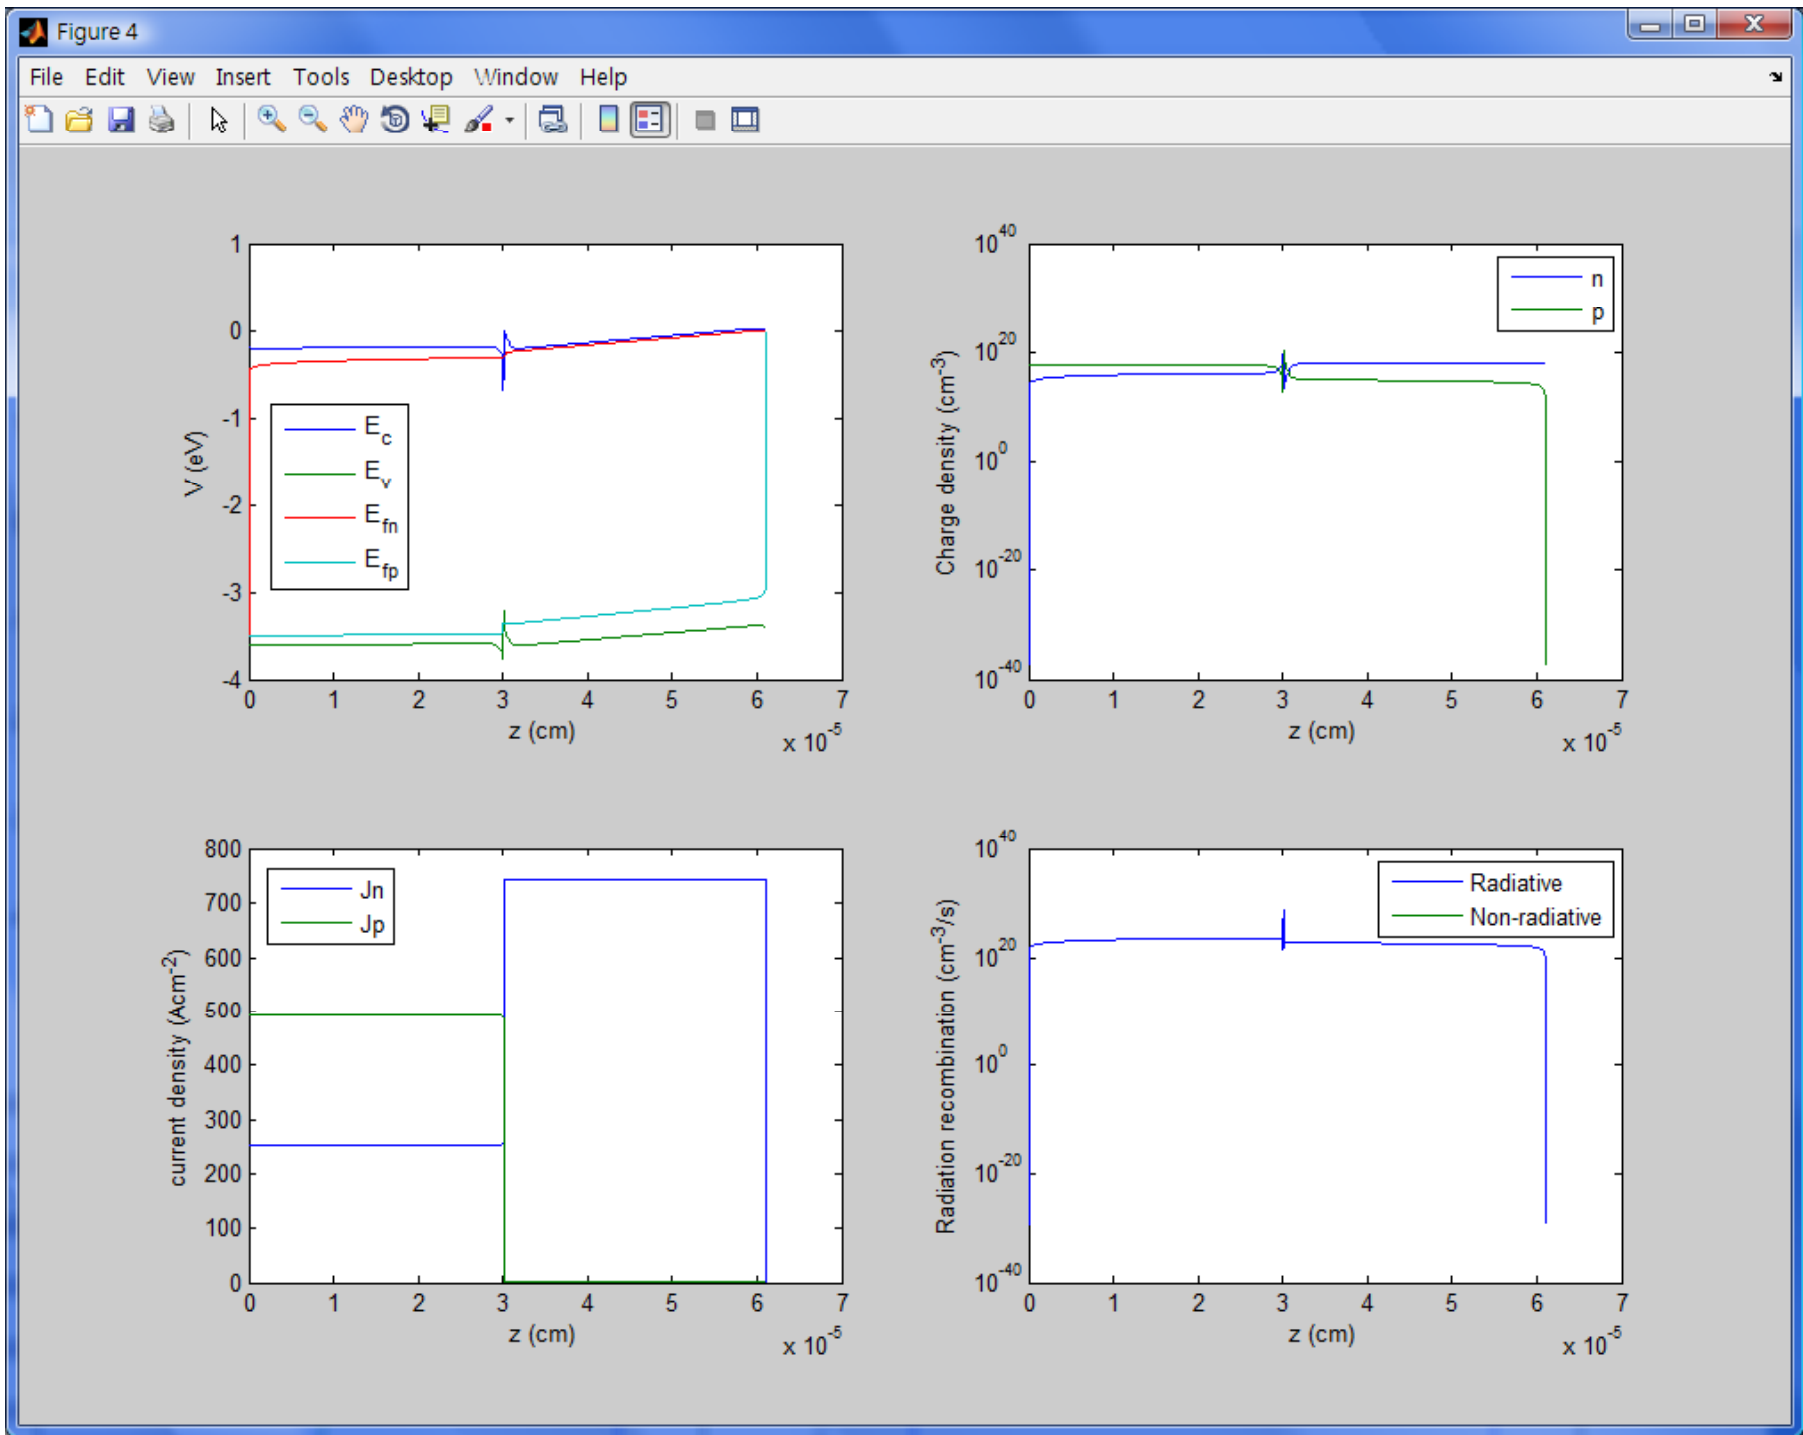 Figure 4
File Edit View Insert Tools Desktop Window Help
1
0
-1
-2
-3
-4
V (eV)
E_c
E_v
E_fn
E_fp
0 1 2 3 4 5 6 7
z (cm)
x 10^-5
10^40
10^20
10^0
10^-20
10^-40
Charge density (cm^-3)
n
p
0 1 2 3 4 5 6 7
z (cm)
x 10^-5
800
700
600
500
400
300
200
100
0
current density (Acm^-2)
Jn
Jp
0 1 2 3 4 5 6 7
z (cm)
x 10^-5
10^40
10^20
10^0
10^-20
10^-40
Radiation recombination (cm^-3/s)
Radiative
Non-radiative
0 1 2 3 4 5 6 7
z (cm)
x 10^-5